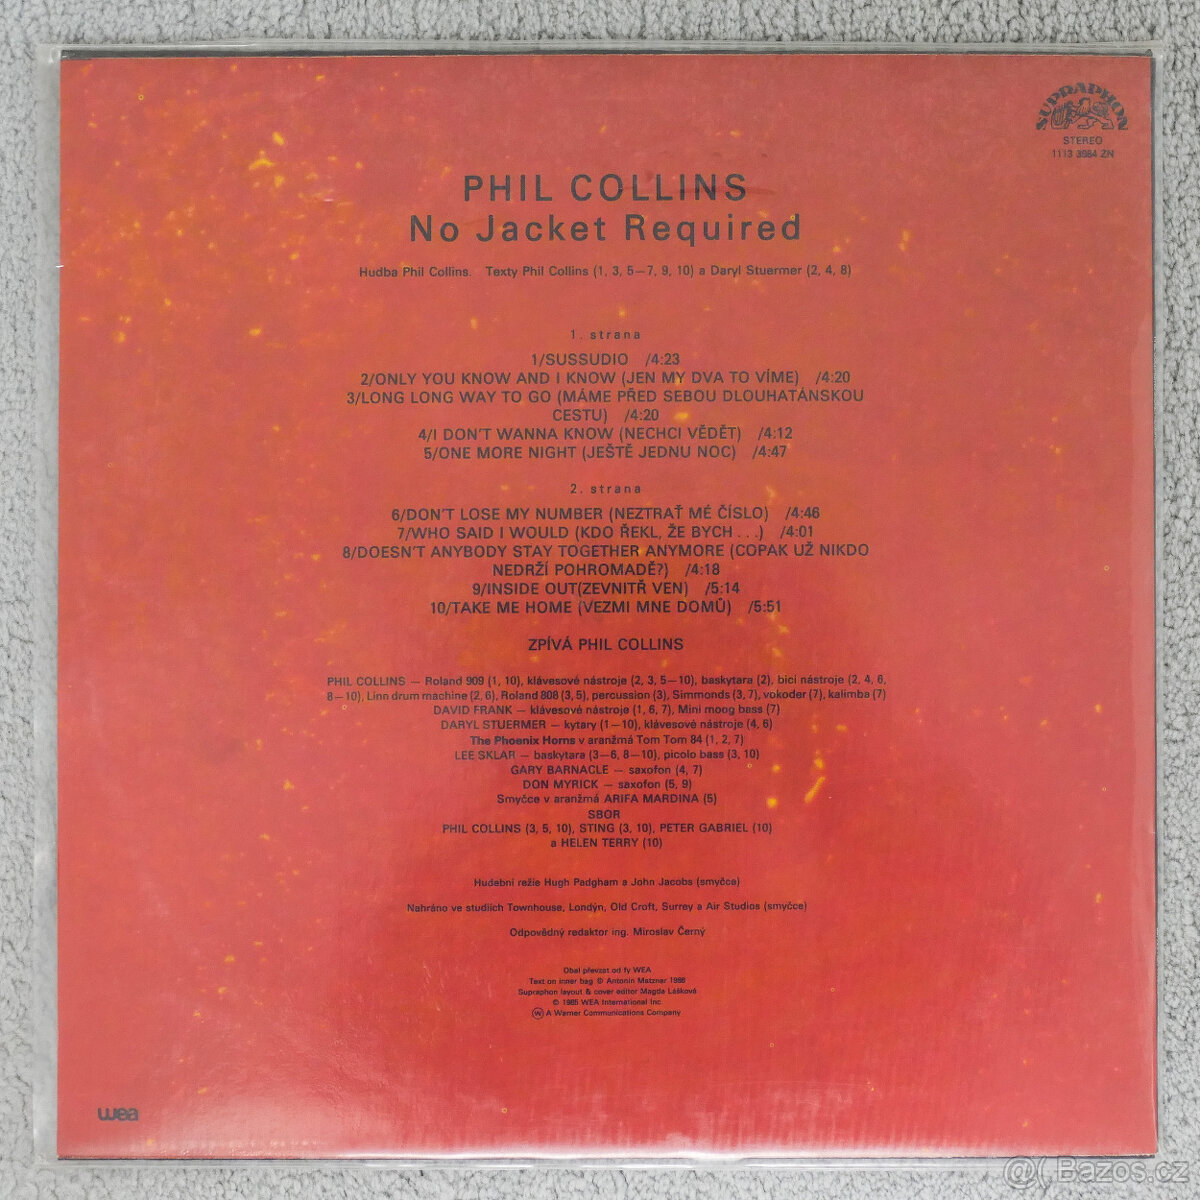 SUPRAPHON
STEREO
1113 3984 ZN
PHIL COLLINS
No Jacket Required
Hudba Phil Collins. Texty Phil Collins (1, 3, 5—7, 9, 10) a Daryl Stuermer (2, 4, 8)
1. strana
1/SUSSUDIO /4:23
2/ONLY YOU KNOW AND I KNOW (JEN MY DVA TO VÍME) /4:20
3/LONG LONG WAY TO GO (MÁME PŘED SEBOU DLOUHATÁNSKOU
CESTU) /4:20
4/I DON'T WANNA KNOW (NECHCI VĚDĚT) /4:12
5/ONE MORE NIGHT (JEŠTĚ JEDNU NOC) /4:47
2. strana
6/DON'T LOSE MY NUMBER (NEZTRAŤ MÉ ČÍSLO) /4:46
7/WHO SAID I WOULD (KDO ŘEKL, ŽE BYCH . . .) /4:01
8/DOESN'T ANYBODY STAY TOGETHER ANYMORE (COPAK UŽ NIKDO
NEDRŽÍ POHROMADĚ?) /4:18
9/INSIDE OUT(ZEVNITŘ VEN) /5:14
10/TAKE ME HOME (VEZMI MNE DOMŮ) /5:51
ZPÍVÁ PHIL COLLINS
PHIL COLLINS — Roland 909 (1, 10), klávesové nástroje (2, 3, 5—10), baskytara (2), bicí nástroje (2, 4, 6,
8—10), Linn drum machine (2, 6), Roland 808 (3, 5), percussion (3), Simmonds (3, 7), vokoder (7), kalimba (7)
DAVID FRANK — klávesové nástroje (1, 6, 7), Mini moog bass (7)
DARYL STUERMER — kytary (1—10), klávesové nástroje (4, 6)
The Phoenix Horns v aranžmá Tom Tom 84 (1, 2, 7)
LEE SKLAR — baskytara (3—6, 8—10), picolo bass (3, 10)
GARY BARNACLE — saxofon (4, 7)
DON MYRICK — saxofon (5, 9)
Smyčce v aranžmá ARIFA MARDINA (5)
SBOR
PHIL COLLINS (3, 5, 10), STING (3, 10), PETER GABRIEL (10)
a HELEN TERRY (10)
Hudební režie Hugh Padgham a John Jacobs (smyčce)
Nahráno ve studiích Townhouse, Londýn, Old Croft, Surrey a Air Studios (smyčce)
Odpovědný redaktor ing. Miroslav Černý
Obal převzat od fy WEA
Text on inner bag © Antonín Matzner 1986
Supraphon layout & cover editor Magda Lášková
© 1985 WEA International Inc
W A Warner Communications Company
wea
@( Bazos.cz